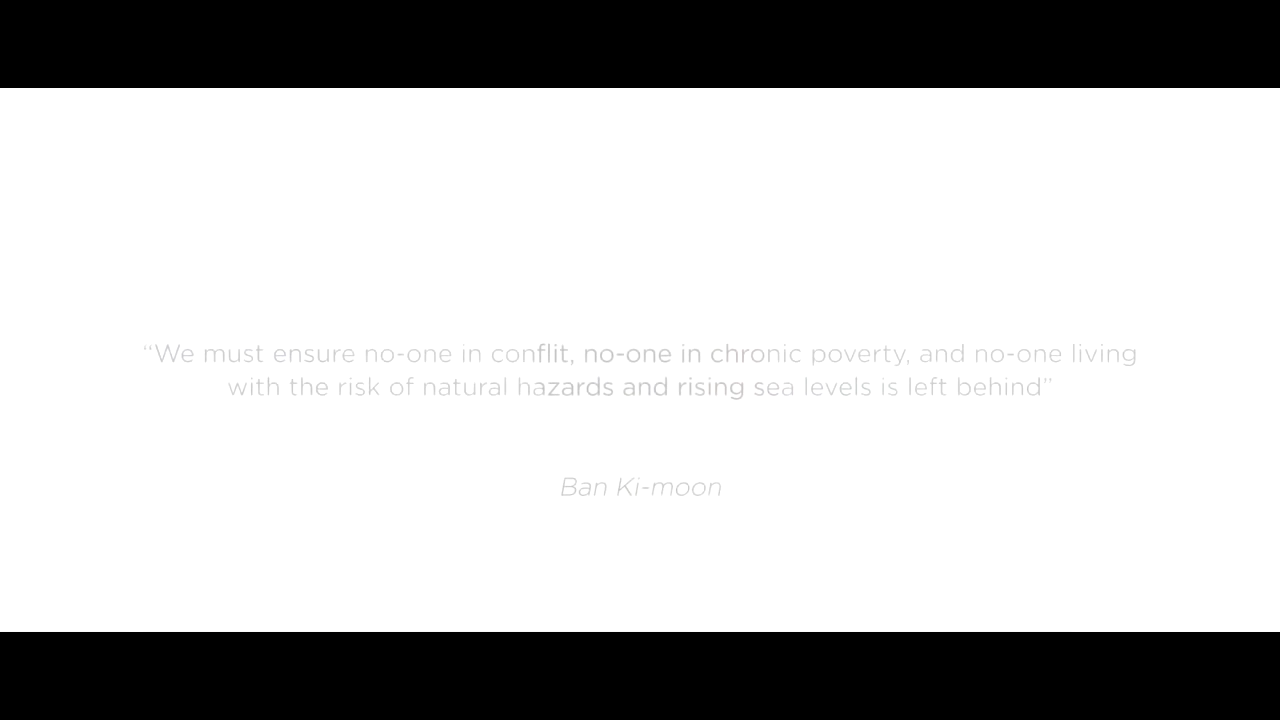 “We must ensure no-one in conflit, no-one in chronic poverty, and no-one living
with the risk of natural hazards and rising sea levels is left behind”
Ban Ki-moon